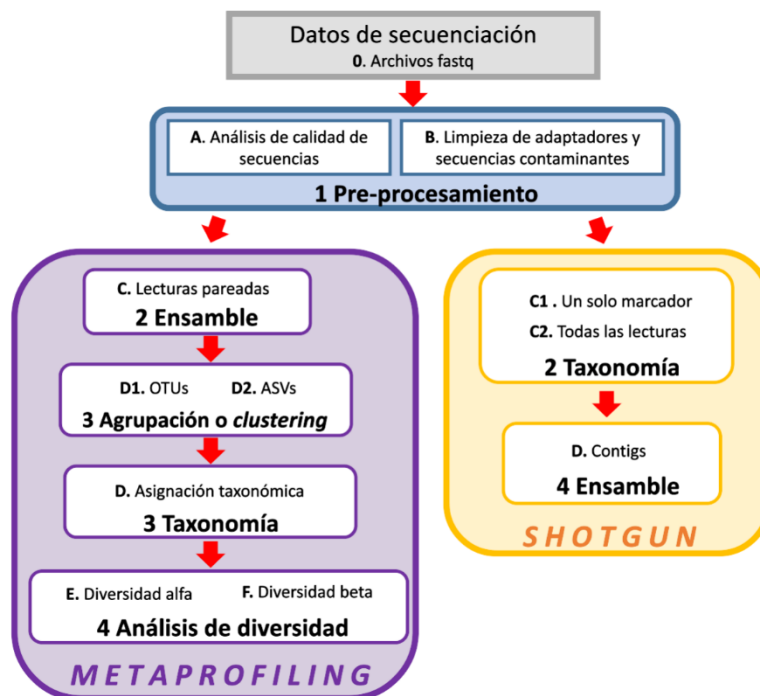 Datos de secuenciación
0. Archivos fastq
A. Análisis de calidad de
secuencias
B. Limpieza de adaptadores y
secuencias contaminantes
1 Pre-procesamiento
C. Lecturas pareadas
2 Ensamble
D1. OTUs D2. ASVs
3 Agrupación o clustering
D. Asignación taxonómica
3 Taxonomía
E. Diversidad alfa F. Diversidad beta
4 Análisis de diversidad
METAPROFILING
C1 . Un solo marcador
C2. Todas las lecturas
2 Taxonomía
D. Contigs
4 Ensamble
SHOTGUN